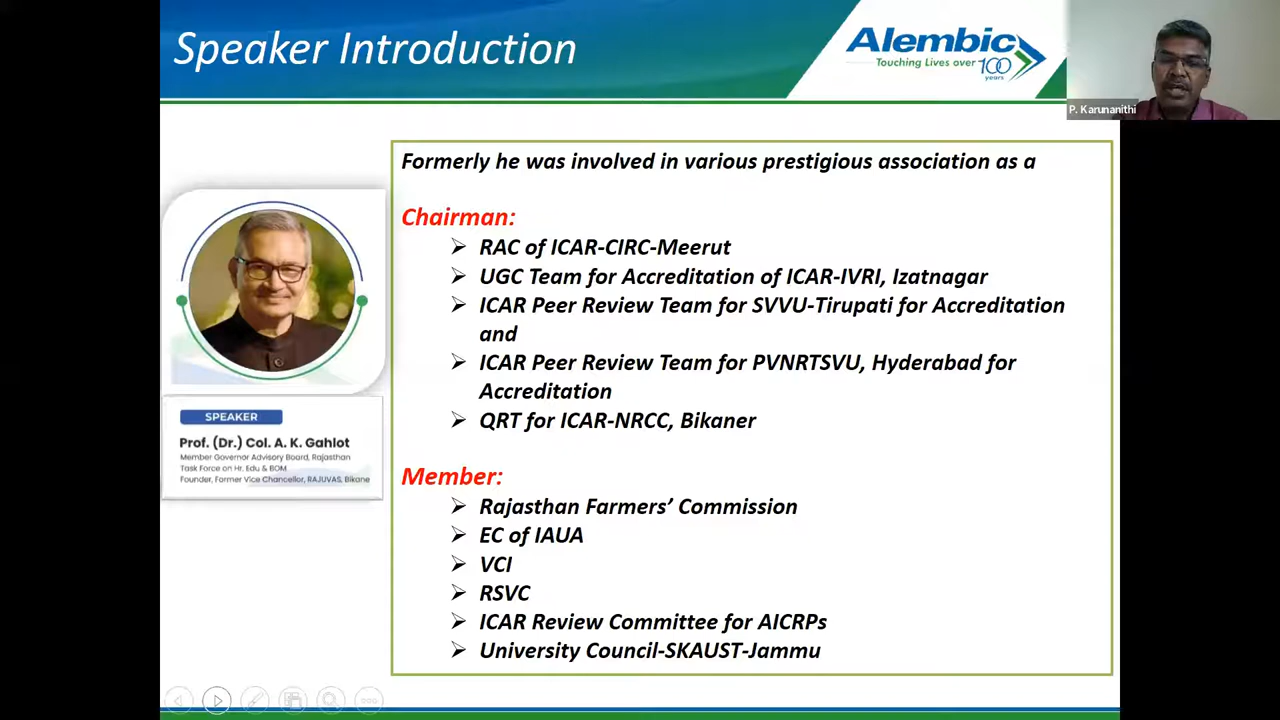 Speaker Introduction
Alembic
Touching Lives over 100
years
P. Karunanithi
Formerly he was involved in various prestigious association as a
Chairman:
RAC of ICAR-CIRC-Meerut
UGC Team for Accreditation of ICAR-IVRI, Izatnagar
ICAR Peer Review Team for SVVU-Tirupati for Accreditation
and
ICAR Peer Review Team for PVNRTSVU, Hyderabad for
Accreditation
QRT for ICAR-NRCC, Bikaner
Member:
Rajasthan Farmers’ Commission
EC of IAUA
VCI
RSVC
ICAR Review Committee for AICRPs
University Council-SKAUST-Jammu
SPEAKER
Prof. (Dr.) Col. A. K. Gahlot
Member Governor Advisory Board, Rajasthan
Task Force on Hr. Edu & BOM
Founder, Former Vice Chancellor, RAJUVAS, Bikane